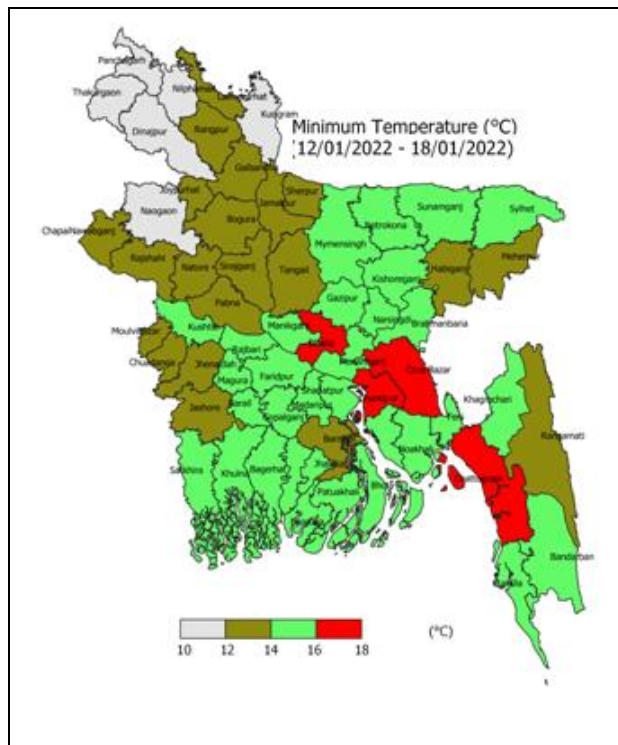 Panchagarh
Thakurgaon
Nilphamari
Lalmonirhat
Kurigram
Dinajpur
Rangpur
Minimum Temperature (°C)
(12/01/2022 - 18/01/2022)
Gaibandha
Joypurhat
Sherpur
Jamalpur
Naogaon
Bogura
Sunamganj
Sylhet
Netrokona
Mymensingh
ChapaiNawabganj
Rajshahi
Natore
Sirajganj
Tangail
Kishoreganj
Habiganj
Meherpur
Pabna
Gazipur
Narsingdi
Brahmanbaria
Moulvibazar
Kushtia
Manikganj
Rajbari
Chuadanga
Jhenaidah
Magura
Faridpur
Shariatpur
Madaripur
Narail
Gopalganj
Jashore
Khagrachari
Rangamati
Noakhali
Satkhira
Khulna
Bagerhat
Patuakhali
Bandarban
10 12 14 16 18
(°C)